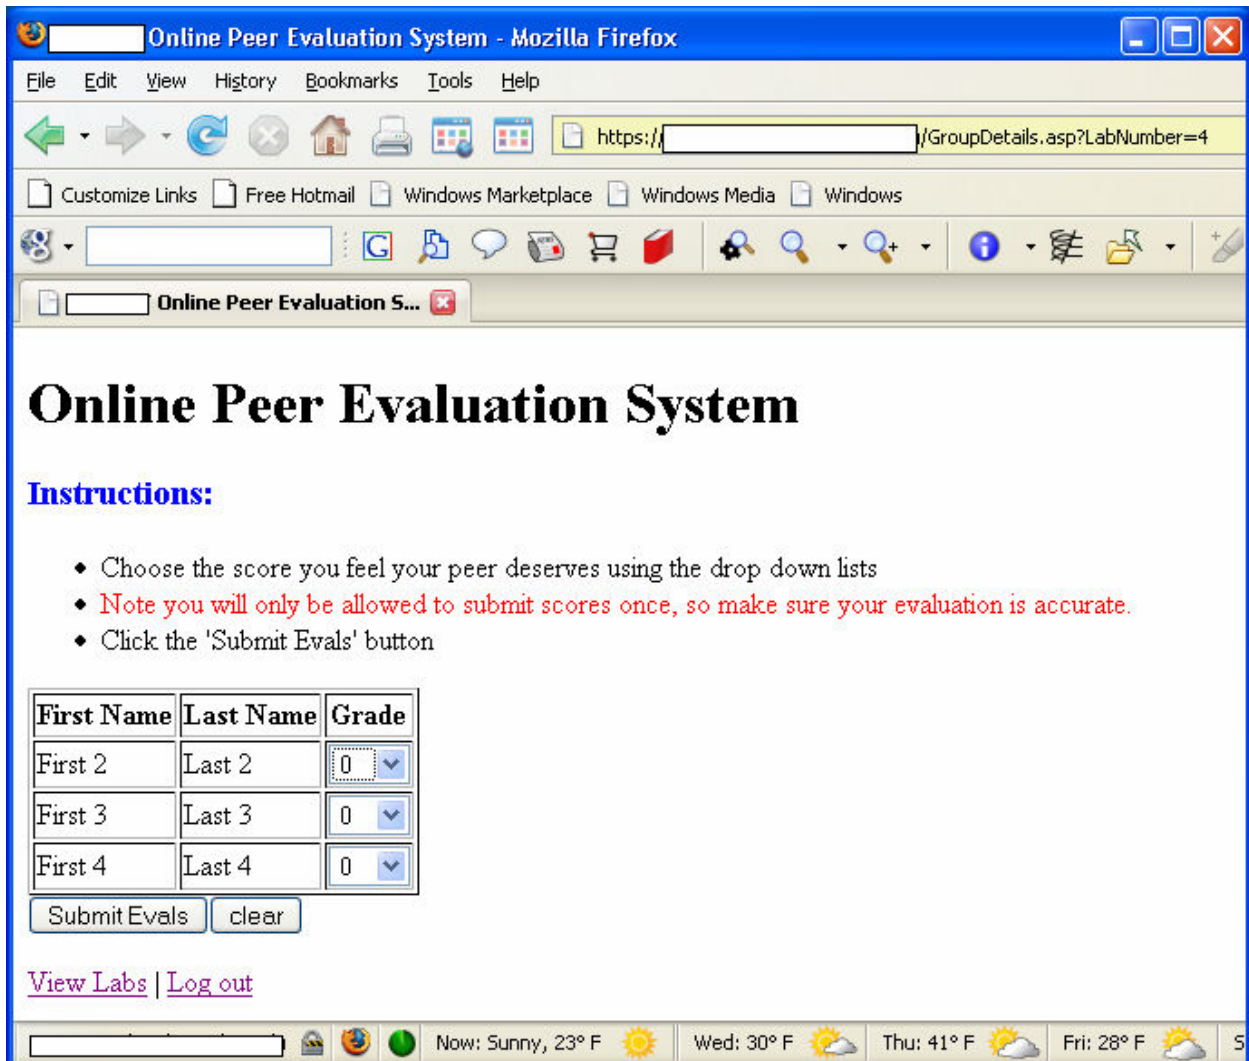 Online Peer Evaluation System - Mozilla Firefox
File Edit View History Bookmarks Tools Help
https:// /GroupDetails.asp?LabNumber=4
Customize Links Free Hotmail Windows Marketplace Windows Media Windows
G
Online Peer Evaluation S...
Online Peer Evaluation System
Instructions:
• Choose the score you feel your peer deserves using the drop down lists
• Note you will only be allowed to submit scores once, so make sure your evaluation is accurate.
• Click the 'Submit Evals' button
First Name Last Name Grade
First 2 Last 2 0
First 3 Last 3 0
First 4 Last 4 0
Submit Evals clear
View Labs | Log out
Now: Sunny, 23° F Wed: 30° F Thu: 41° F Fri: 28° F S